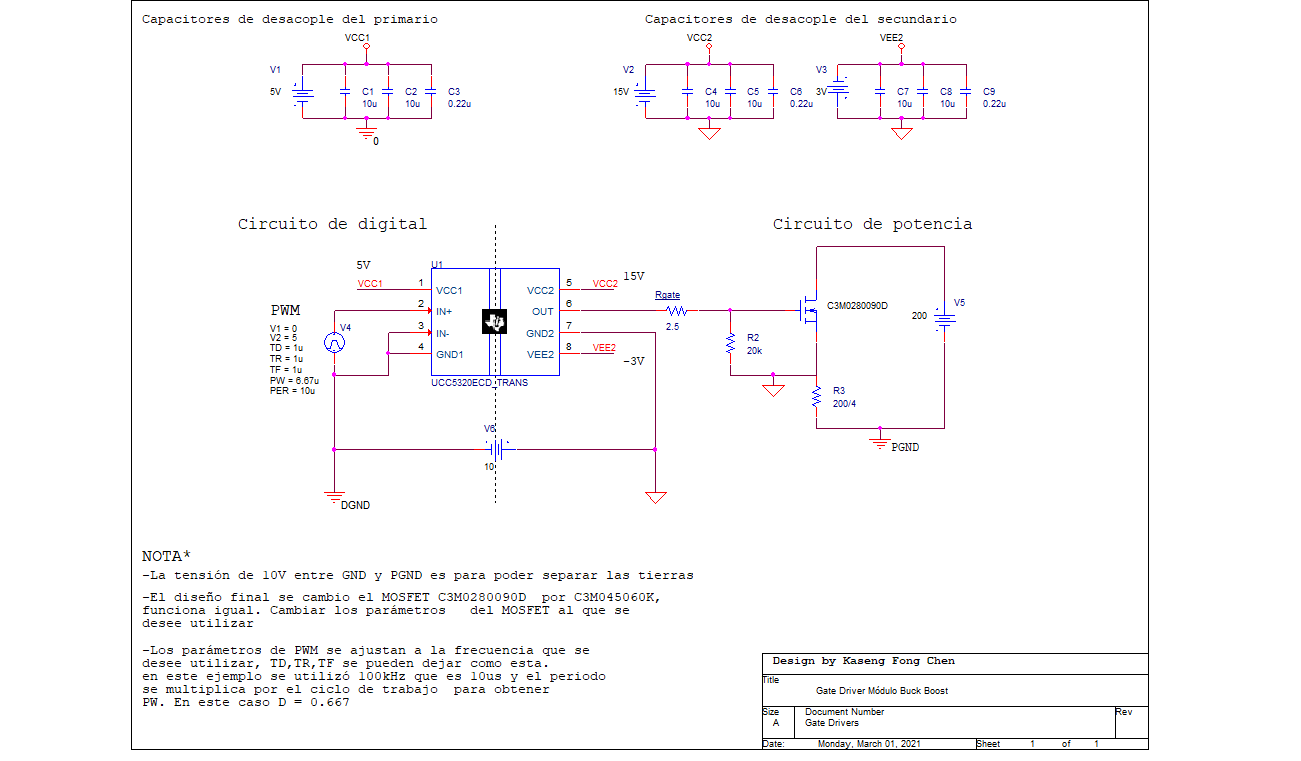 Capacitores de desacople del primario
Capacitores de desacople del secundario
VCC1
VCC2
VEE2
V1
5V
C1
10u
C2
10u
C3
0.22u
0
V2
15V
C4
10u
C5
10u
C6
0.22u
V3
3V
C7
10u
C8
10u
C9
0.22u
Circuito de digital
Circuito de potencia
5V
VCC1
U1
1
2
3
4
VCC1
IN+
IN-
GND1
VCC2
OUT
GND2
VEE2
5
6
7
8
VCC2
15V
VEE2
-3V
UCC5320ECD_TRANS
PWM
V1 = 0
V2 = 5
TD = 1u
TR = 1u
TF = 1u
PW = 6.67u
PER = 10u
V4
Rgate
2.5
R2
20k
C3M0280090D
200
V5
R3
200/4
PGND
V6
10
DGND
NOTA*
-La tensión de 10V entre GND y PGND es para poder separar las tierras
-El diseño final se cambio el MOSFET C3M0280090D por C3M045060K,
funciona igual. Cambiar los parámetros del MOSFET al que se
desee utilizar
-Los parámetros de PWM se ajustan a la frecuencia que se
desee utilizar, TD,TR,TF se pueden dejar como esta.
en este ejemplo se utilizó 100kHz que es 10us y el periodo
se multiplica por el ciclo de trabajo para obtener
PW. En este caso D = 0.667
Design by Kaseng Fong Chen
Title
Gate Driver Módulo Buck Boost
Size
A
Document Number
Gate Drivers
Rev
Date:
Monday, March 01, 2021
Sheet
1
of
1